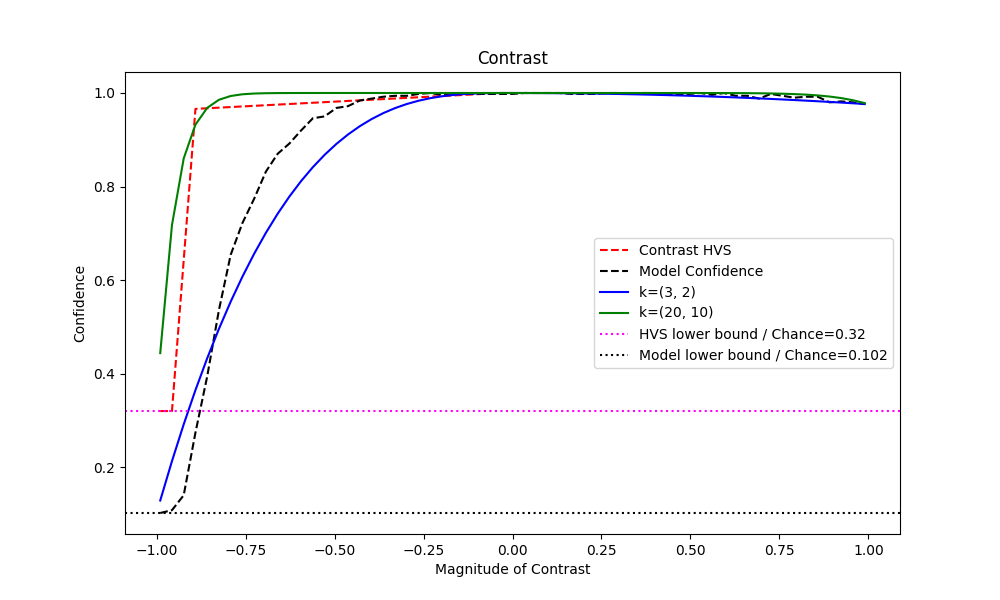 Contrast
Confidence
1.0
0.8
0.6
0.4
0.2
Contrast HVS
Model Confidence
k=(3, 2)
k=(20, 10)
HVS lower bound / Chance=0.32
Model lower bound / Chance=0.102
−1.00 −0.75 −0.50 −0.25 0.00 0.25 0.50 0.75 1.00
Magnitude of Contrast